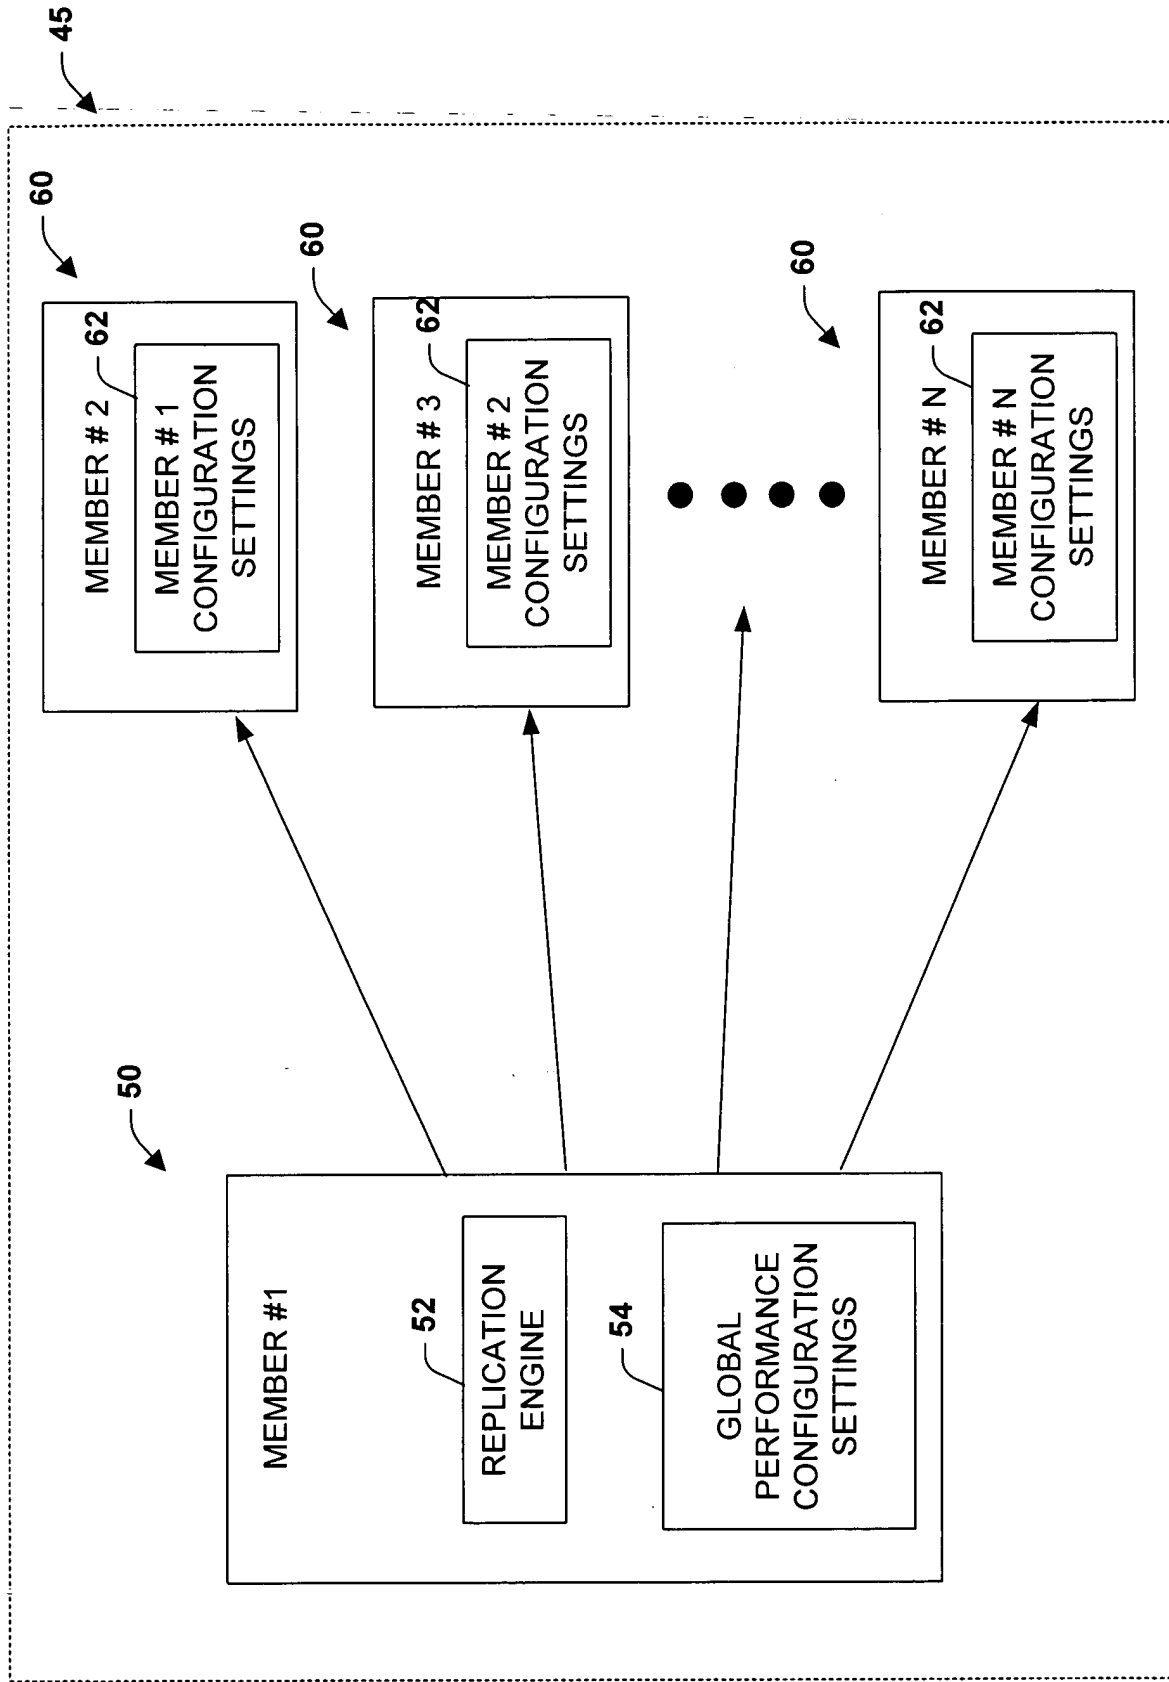 45
50
MEMBER #1
52
REPLICATION
ENGINE
54
GLOBAL
PERFORMANCE
CONFIGURATION
SETTINGS
60
MEMBER # 2
62
MEMBER # 1
CONFIGURATION
SETTINGS
60
MEMBER # 3
62
MEMBER # 2
CONFIGURATION
SETTINGS
60
MEMBER # N
62
MEMBER # N
CONFIGURATION
SETTINGS